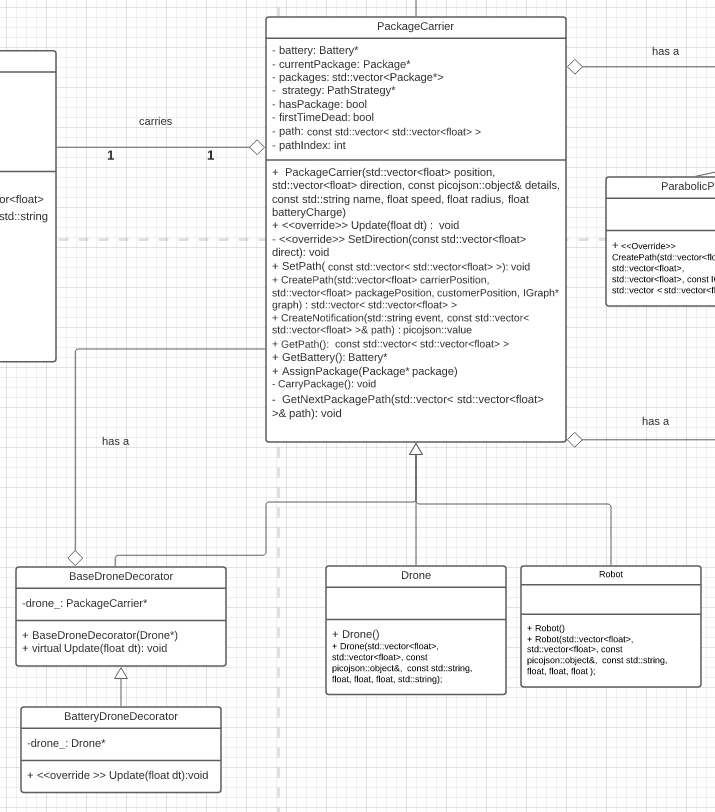 PackageCarrier
- battery: Battery*
- currentPackage: Package*
- packages: std::vector<Package*>
-  strategy: PathStrategy*
- hasPackage: bool
- firstTimeDead: bool
- path: const std::vector< std::vector<float> >
- pathIndex: int
+  PackageCarrier(std::vector<float> position,
std::vector<float> direction, const picojson::object& details,
const std::string name, float speed, float radius, float
batteryCharge)
+ <<override>> Update(float dt) :  void
- <<override>> SetDirection(const std::vector<float>
direct): void
+ SetPath( const std::vector< std::vector<float> >): void
+ CreatePath(std::vector<float> carrierPosition,
std::vector<float> packagePosition, customerPosition, IGraph*
graph) : std::vector< std::vector<float> >
+ CreateNotification(std::string event, const std::vector<
std::vector<float> >& path) : picojson::value
+ GetPath():  const std::vector< std::vector<float> >
+ GetBattery(): Battery*
+ AssignPackage(Package* package)
- CarryPackage(): void
-  GetNextPackagePath(std::vector< std::vector<float>
>& path): void
carries
1
1
or<float>
std::string
has a
ParabolicP
+ <<Override>>
CreatePath(std::vector<flo
std::vector<float>,
std::vector<float>, const I
std::vector < std::vector<fl
has a
has a
BaseDroneDecorator
-drone_: PackageCarrier*
+ BaseDroneDecorator(Drone*)
+ virtual Update(float dt): void
BatteryDroneDecorator
-drone_: Drone*
+ <<override >> Update(float dt):void
Drone
+ Drone()
+ Drone(std::vector<float>,
std::vector<float>, const
picojson::object&,  const std::string,
float, float, float, std::string);
Robot
+ Robot()
+ Robot(std::vector<float>,
std::vector<float>, const
picojson::object&,  const std::string,
float, float, float );